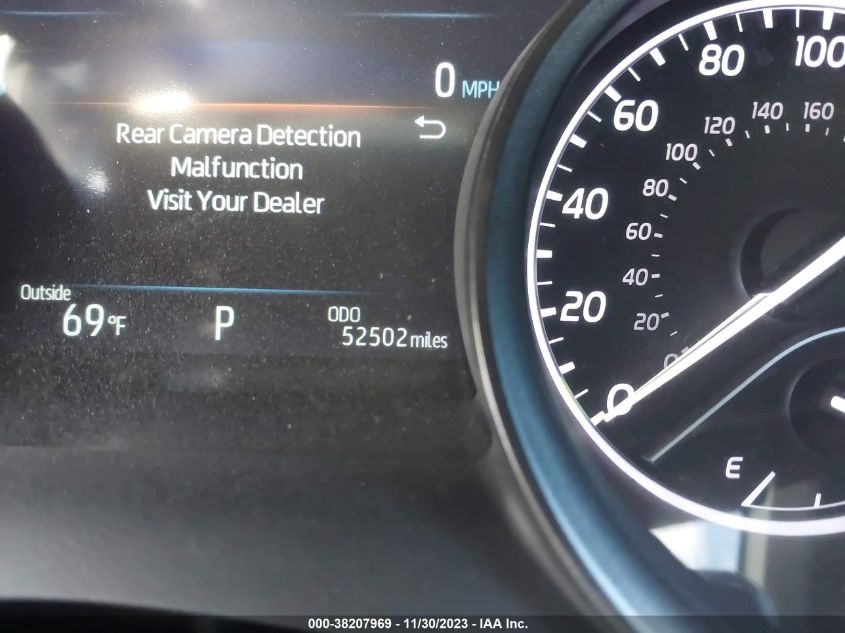 0 MPH
Rear Camera Detection
Malfunction
Visit Your Dealer
Outside
69°F
P
ODO
52502 miles
0
20
40
60
80
100
0
20
40
60
80
100
120
140
160
E
000-38207969 - 11/30/2023 - IAA Inc.